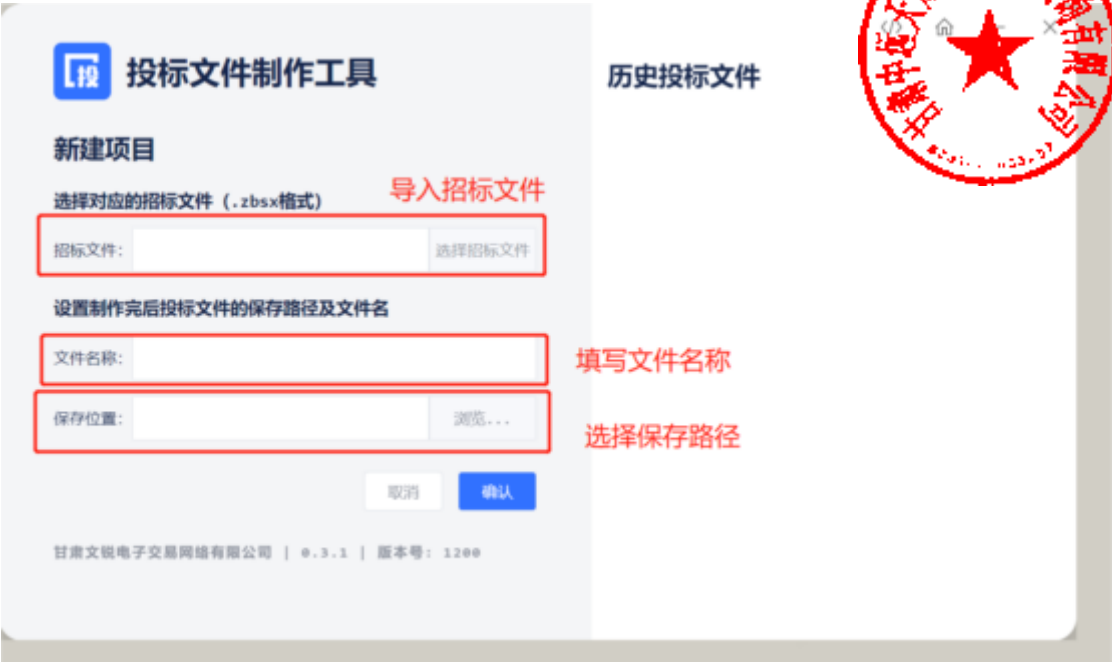 投
投标文件制作工具
历史投标文件
新建项目
导入招标文件
选择对应的招标文件（.zbsx格式）
招标文件：
选择招标文件
设置制作完后投标文件的保存路径及文件名
文件名称：
填写文件名称
保存位置：
浏览...
选择保存路径
取消
确认
甘肃文锐电子交易网络有限公司 | 0.3.1 | 版本号: 1200